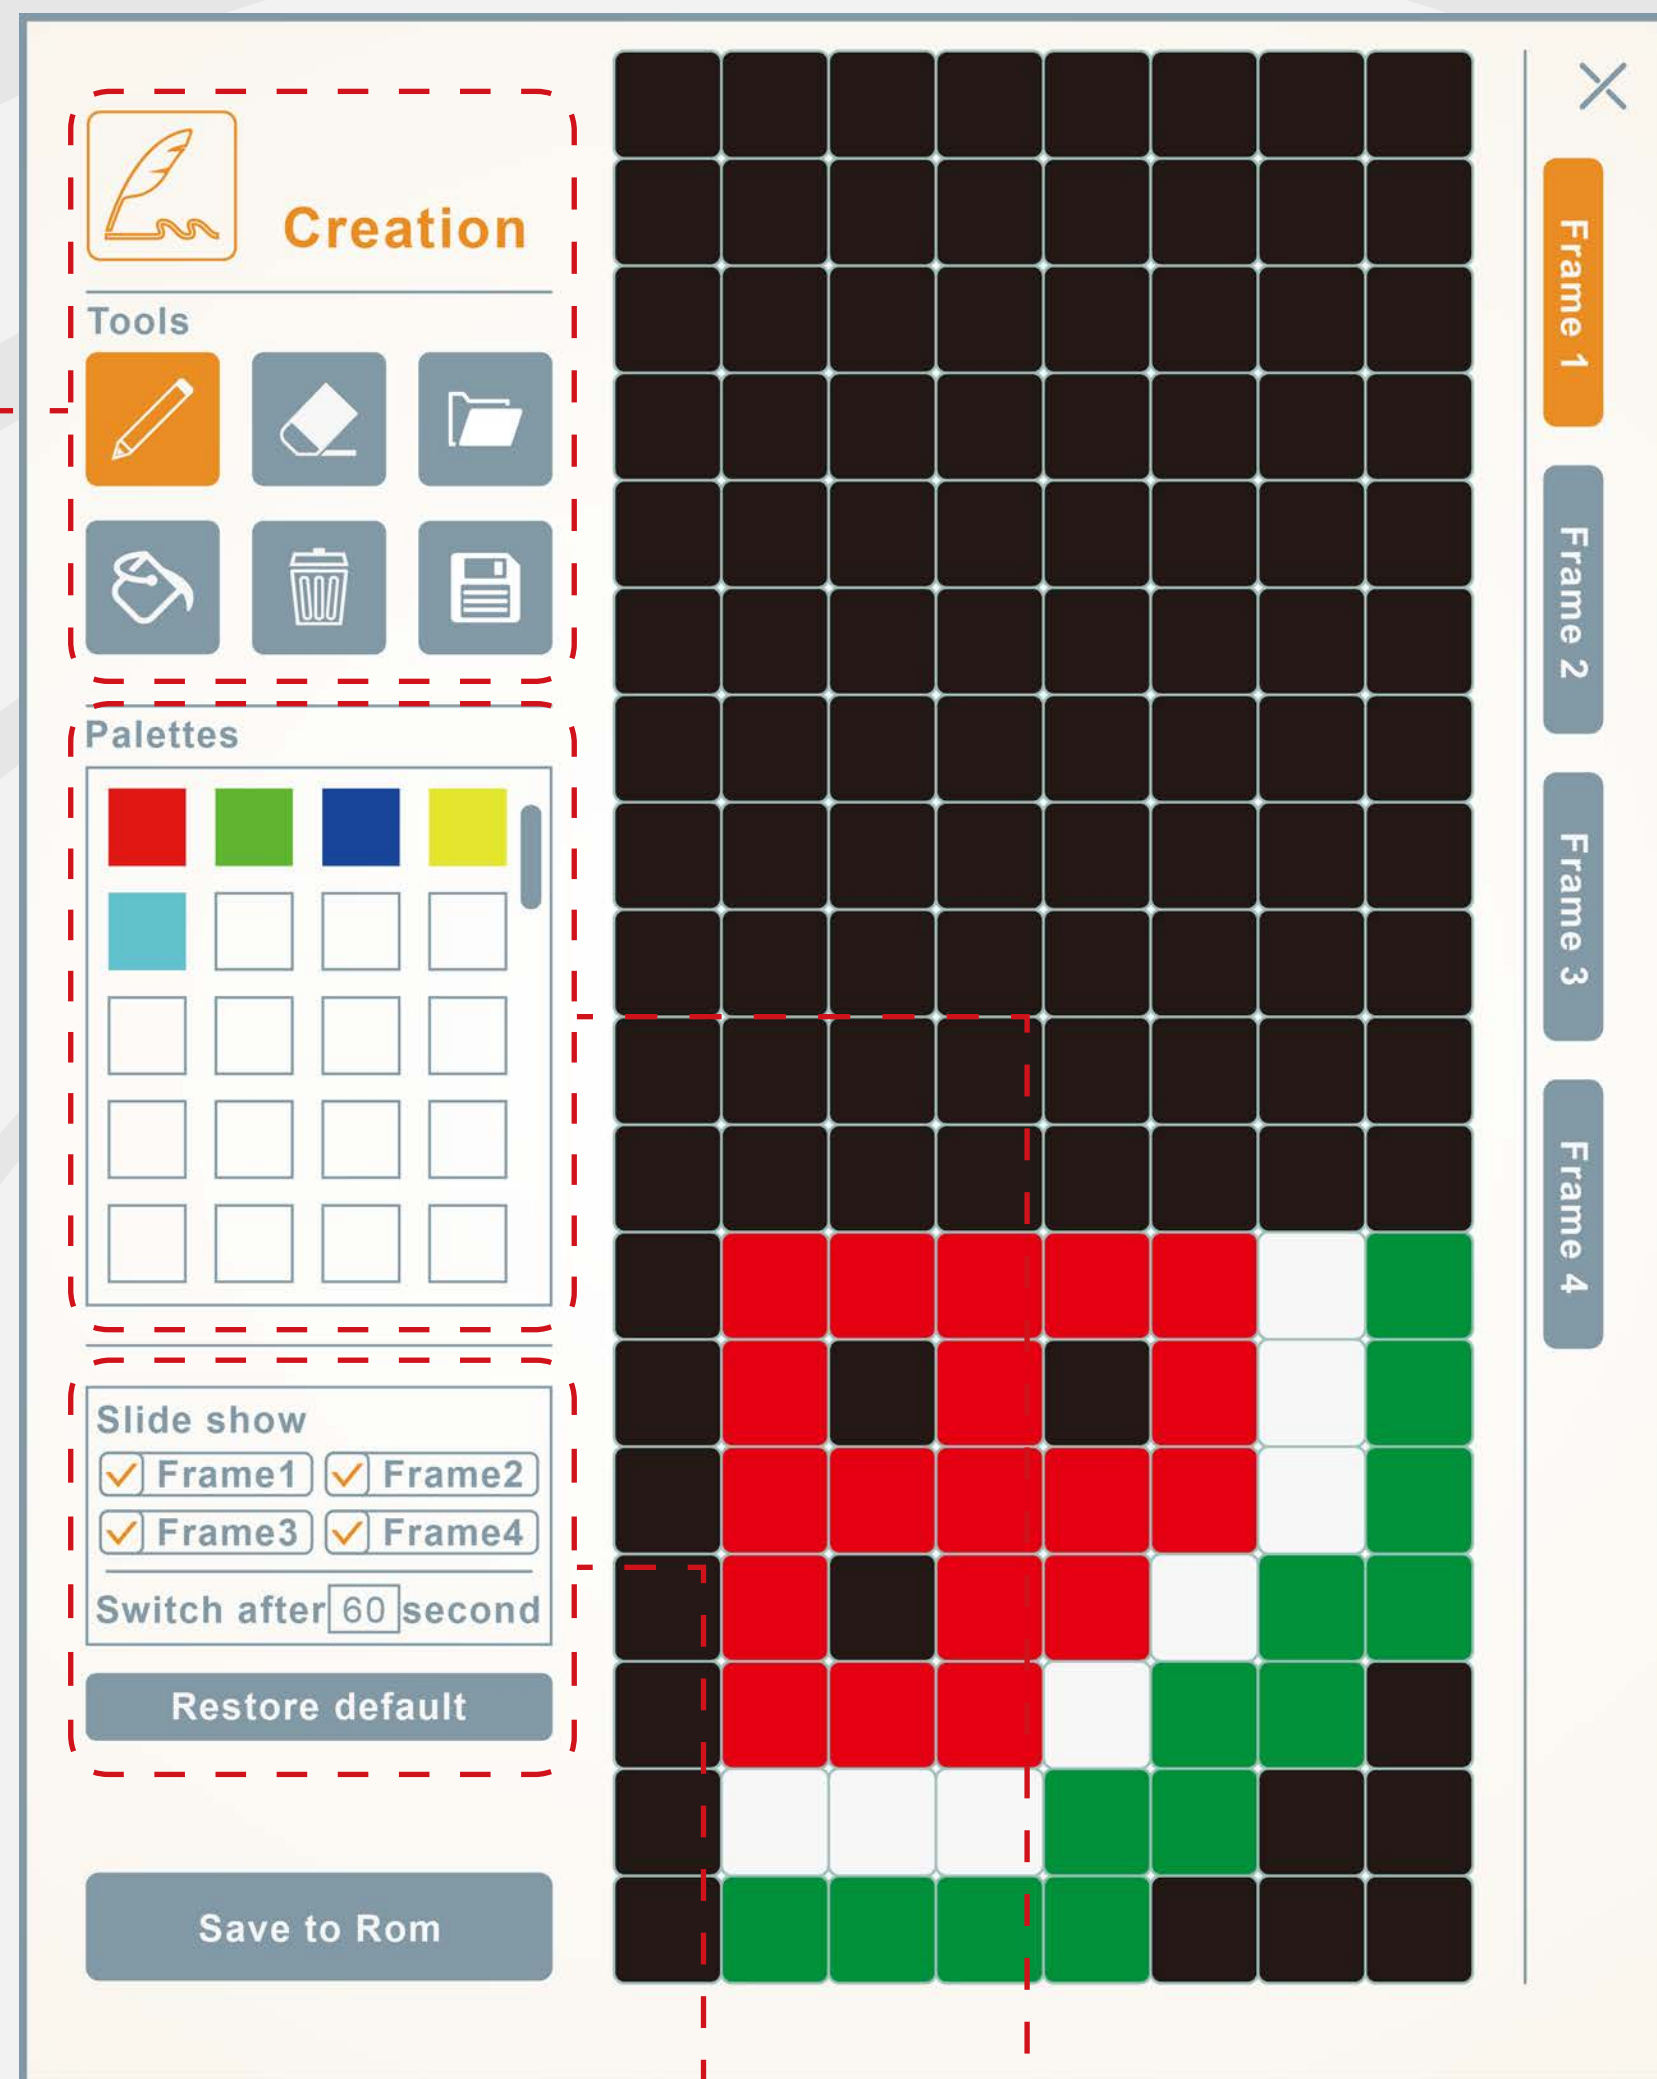 Creation
Tools
Palettes
Slide show
Frame1 Frame2
Frame3 Frame4
Switch after 60 second
Restore default
Save to Rom
Frame 1
Frame 2
Frame 3
Frame 4